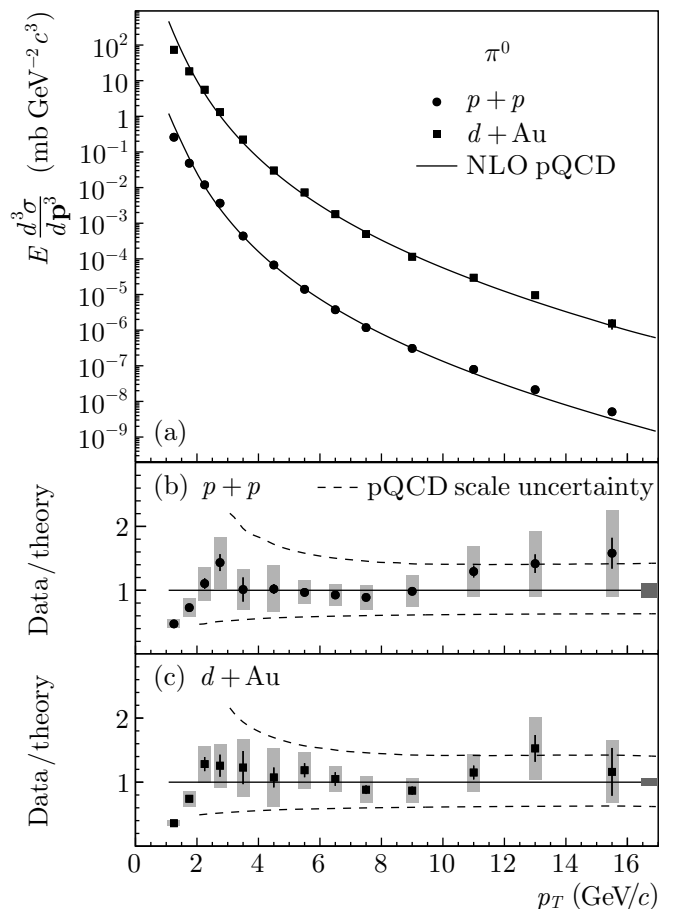 π⁰
p + p
d + Au
NLO pQCD
E d³σ/dp³ (mb GeV⁻² c³)
10²
10
1
10⁻¹
10⁻²
10⁻³
10⁻⁴
10⁻⁵
10⁻⁶
10⁻⁷
10⁻⁸
10⁻⁹
(a)
(b) p + p
pQCD scale uncertainty
Data/theory
2
1
(c) d + Au
Data/theory
2
1
0 2 4 6 8 10 12 14 16
p_T (GeV/c)